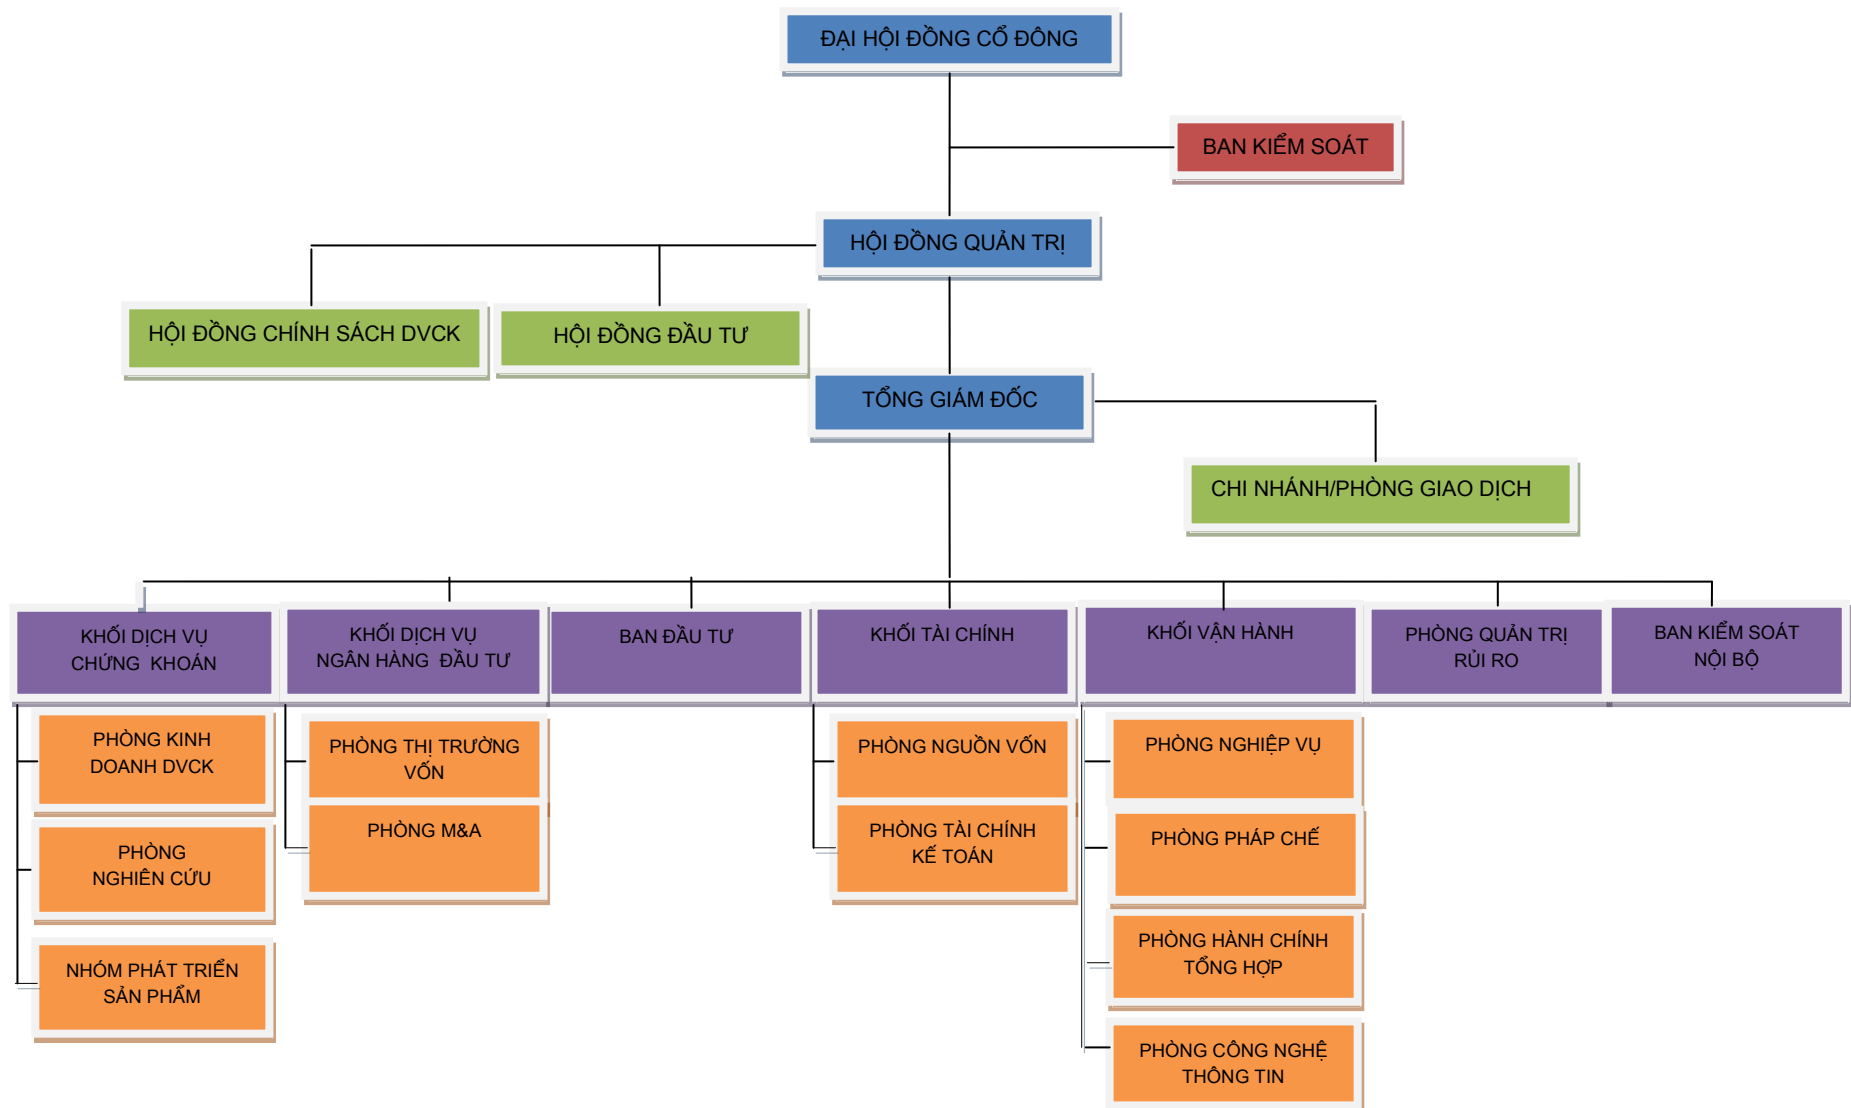 ĐẠI HỘI ĐỒNG CỔ ĐÔNG
BAN KIỂM SOÁT
HỘI ĐỒNG QUẢN TRỊ
HỘI ĐỒNG CHÍNH SÁCH DVCK
HỘI ĐỒNG ĐẦU TƯ
TỔNG GIÁM ĐỐC
CHI NHÁNH/PHÒNG GIAO DỊCH
KHỐI DỊCH VỤ
CHỨNG KHOÁN
KHỐI DỊCH VỤ
NGÂN HÀNG ĐẦU TƯ
BAN ĐẦU TƯ
KHỐI TÀI CHÍNH
KHỐI VẬN HÀNH
PHÒNG QUẢN TRỊ
RỦI RO
BAN KIỂM SOÁT
NỘI BỘ
PHÒNG KINH
DOANH DVCK
PHÒNG THỊ TRƯỜNG
VỐN
PHÒNG NGUỒN VỐN
PHÒNG NGHIỆP VỤ
PHÒNG
NGHIÊN CỨU
PHÒNG M&A
PHÒNG TÀI CHÍNH
KẾ TOÁN
PHÒNG PHÁP CHẾ
NHÓM PHÁT TRIỂN
SẢN PHẨM
PHÒNG HÀNH CHÍNH
TỔNG HỢP
PHÒNG CÔNG NGHỆ
THÔNG TIN